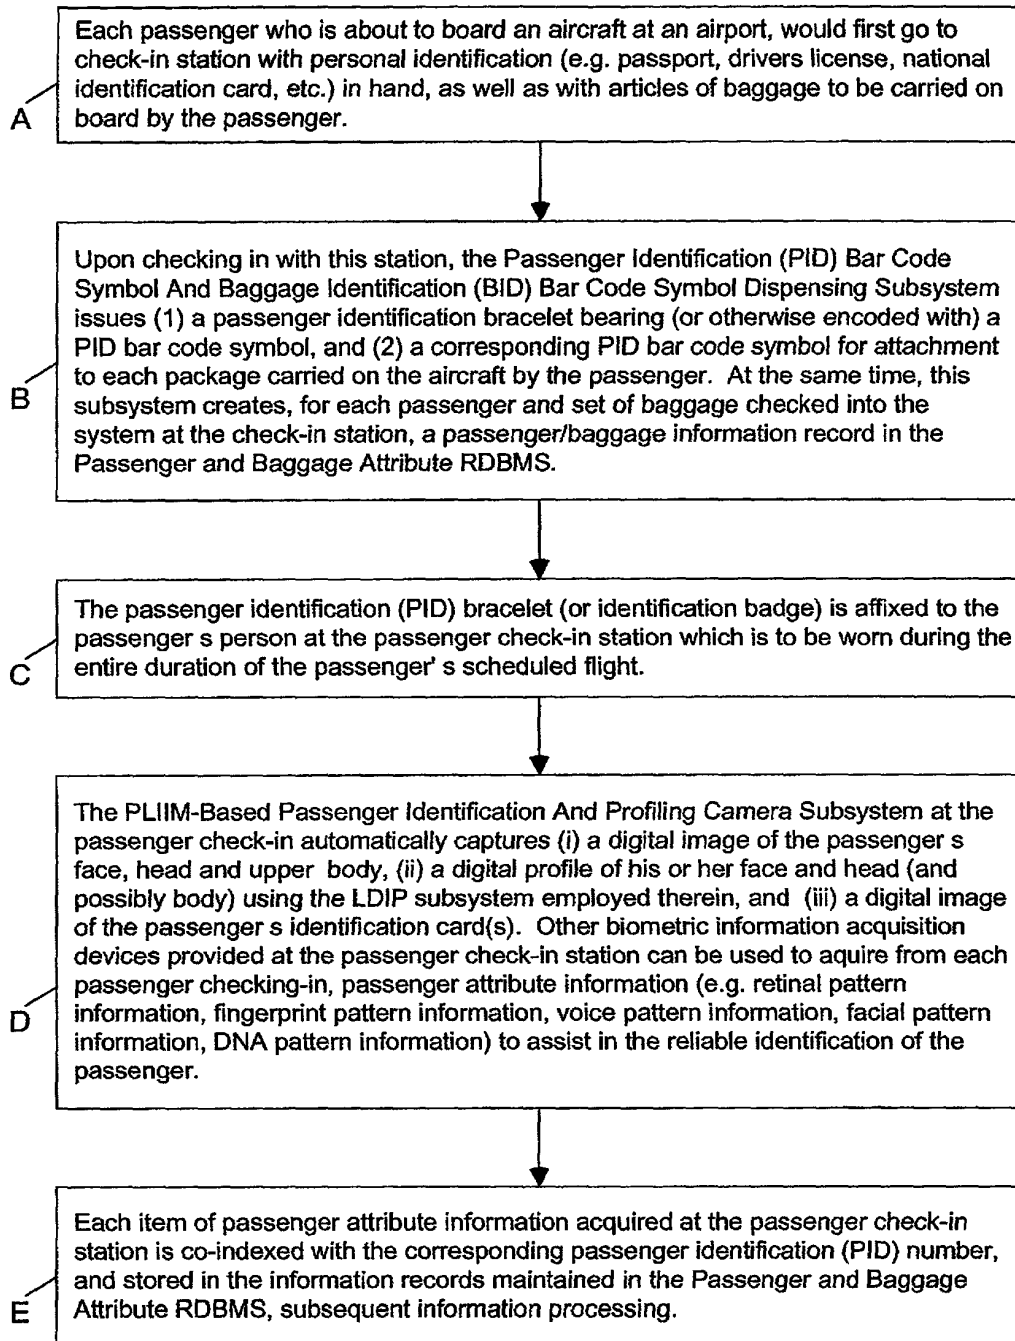 Each passenger who is about to board an aircraft at an airport, would first go to
check-in station with personal identification (e.g. passport, drivers license, national
identification card, etc.) in hand, as well as with articles of baggage to be carried on
board by the passenger.
A
Upon checking in with this station, the Passenger Identification (PID) Bar Code
Symbol And Baggage Identification (BID) Bar Code Symbol Dispensing Subsystem
issues (1) a passenger identification bracelet bearing (or otherwise encoded with) a
PID bar code symbol, and (2) a corresponding PID bar code symbol for attachment
to each package carried on the aircraft by the passenger. At the same time, this
subsystem creates, for each passenger and set of baggage checked into the
system at the check-in station, a passenger/baggage information record in the
Passenger and Baggage Attribute RDBMS.
B
The passenger identification (PID) bracelet (or identification badge) is affixed to the
passenger s person at the passenger check-in station which is to be worn during the
entire duration of the passenger' s scheduled flight.
C
The PLIIM-Based Passenger Identification And Profiling Camera Subsystem at the
passenger check-in automatically captures (i) a digital image of the passenger s
face, head and upper body, (ii) a digital profile of his or her face and head (and
possibly body) using the LDIP subsystem employed therein, and (iii) a digital image
of the passenger s identification card(s). Other biometric information acquisition
devices provided at the passenger check-in station can be used to aquire from each
passenger checking-in, passenger attribute information (e.g. retinal pattern
information, fingerprint pattern information, voice pattern information, facial pattern
information, DNA pattern information) to assist in the reliable identification of the
passenger.
D
Each item of passenger attribute information acquired at the passenger check-in
station is co-indexed with the corresponding passenger identification (PID) number,
and stored in the information records maintained in the Passenger and Baggage
Attribute RDBMS, subsequent information processing.
E